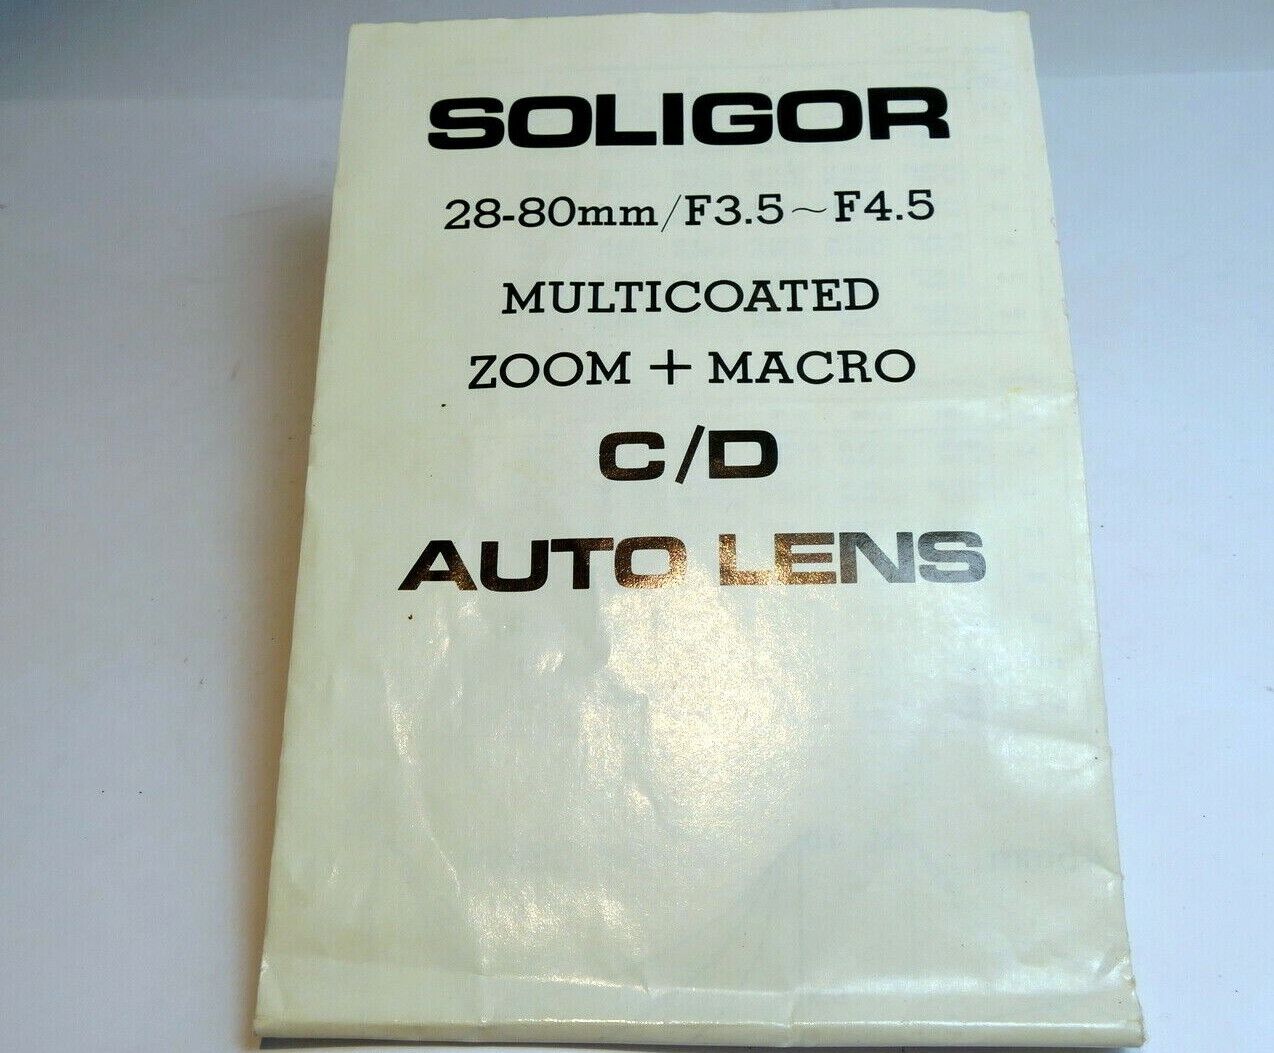 SOLIGOR
28-80mm/F3.5~F4.5
MULTICOATED
ZOOM + MACRO
C/D
AUTO LENS